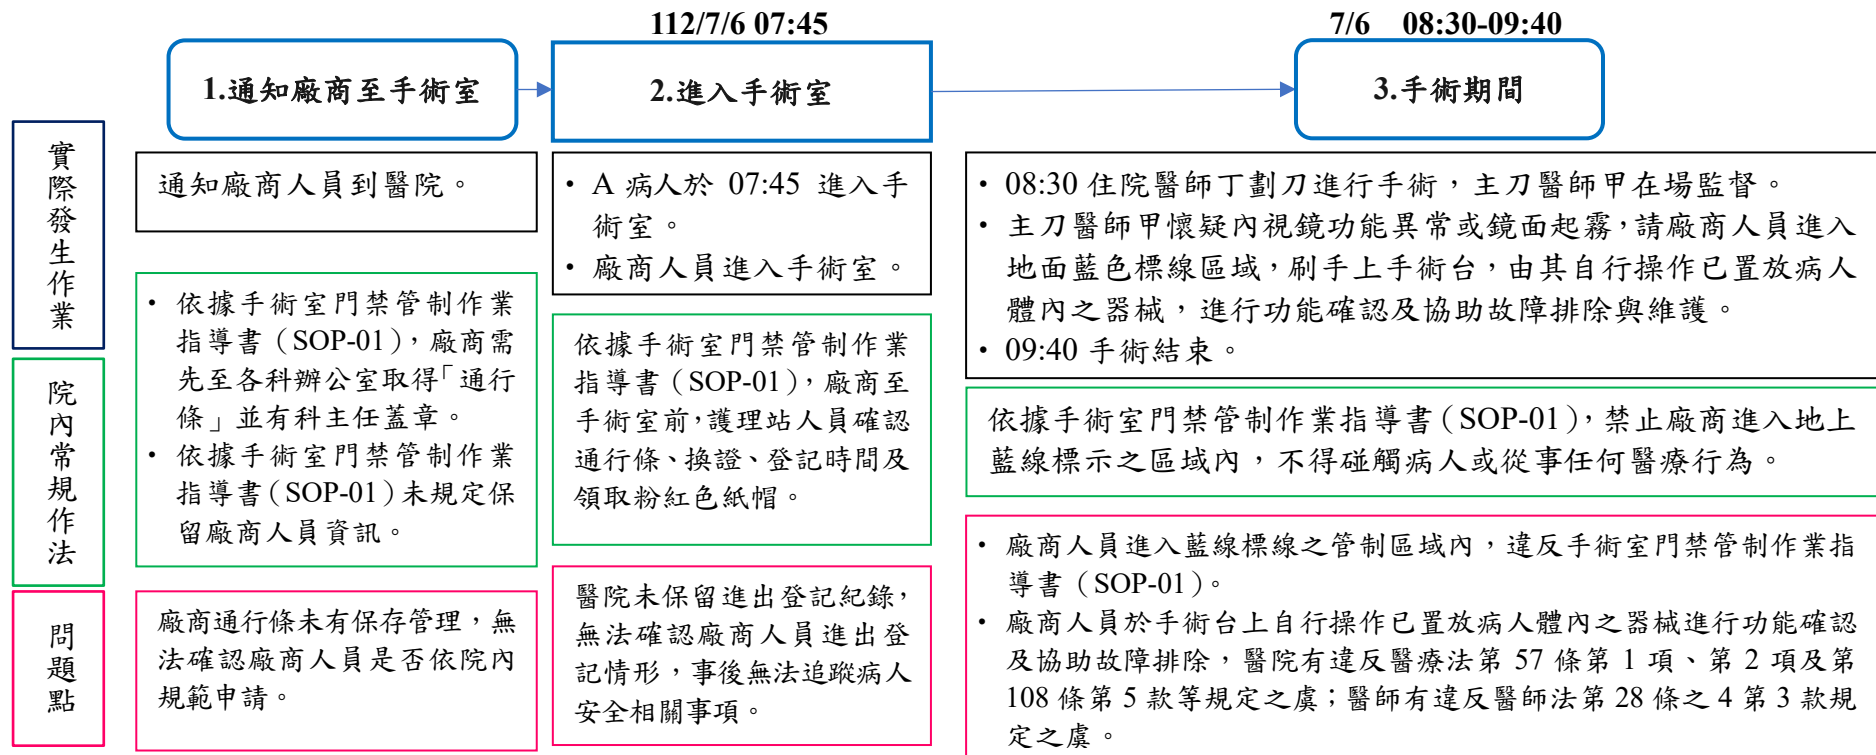 112/7/6 07:45
7/6 08:30-09:40
1.通知廠商至手術室
2.進入手術室
3.手術期間
實際發生作業
通知廠商人員到醫院。
• A 病人於 07:45 進入手
術室。
• 廠商人員進入手術室。
• 08:30 住院醫師丁劃刀進行手術，主刀醫師甲在場監督。
• 主刀醫師甲懷疑內視鏡功能異常或鏡面起霧，請廠商人員進入
地面藍色標線區域，刷手上手術台，由其自行操作已置放病人
體內之器械，進行功能確認及協助故障排除與維護。
• 09:40 手術結束。
院內常規作法
• 依據手術室門禁管制作業
指導書（SOP-01），廠商需
先至各科辦公室取得「通行
條」並有科主任蓋章。
• 依據手術室門禁管制作業
指導書（SOP-01）未規定保
留廠商人員資訊。
依據手術室門禁管制作業
指導書（SOP-01），廠商至
手術室前，護理站人員確認
通行條、換證、登記時間及
領取粉紅色紙帽。
依據手術室門禁管制作業指導書（SOP-01），禁止廠商進入地上
藍線標示之區域內，不得碰觸病人或從事任何醫療行為。
問題點
廠商通行條未有保存管理，無
法確認廠商人員是否依院內
規範申請。
醫院未保留進出登記紀錄，
無法確認廠商人員進出登
記情形，事後無法追蹤病人
安全相關事項。
• 廠商人員進入藍線標線之管制區域內，違反手術室門禁管制作業指
導書（SOP-01）。
• 廠商人員於手術台上自行操作已置放病人體內之器械進行功能確認
及協助故障排除，醫院有違反醫療法第 57 條第 1 項、第 2 項及第
108 條第 5 款等規定之虞；醫師有違反醫師法第 28 條之 4 第 3 款規
定之虞。